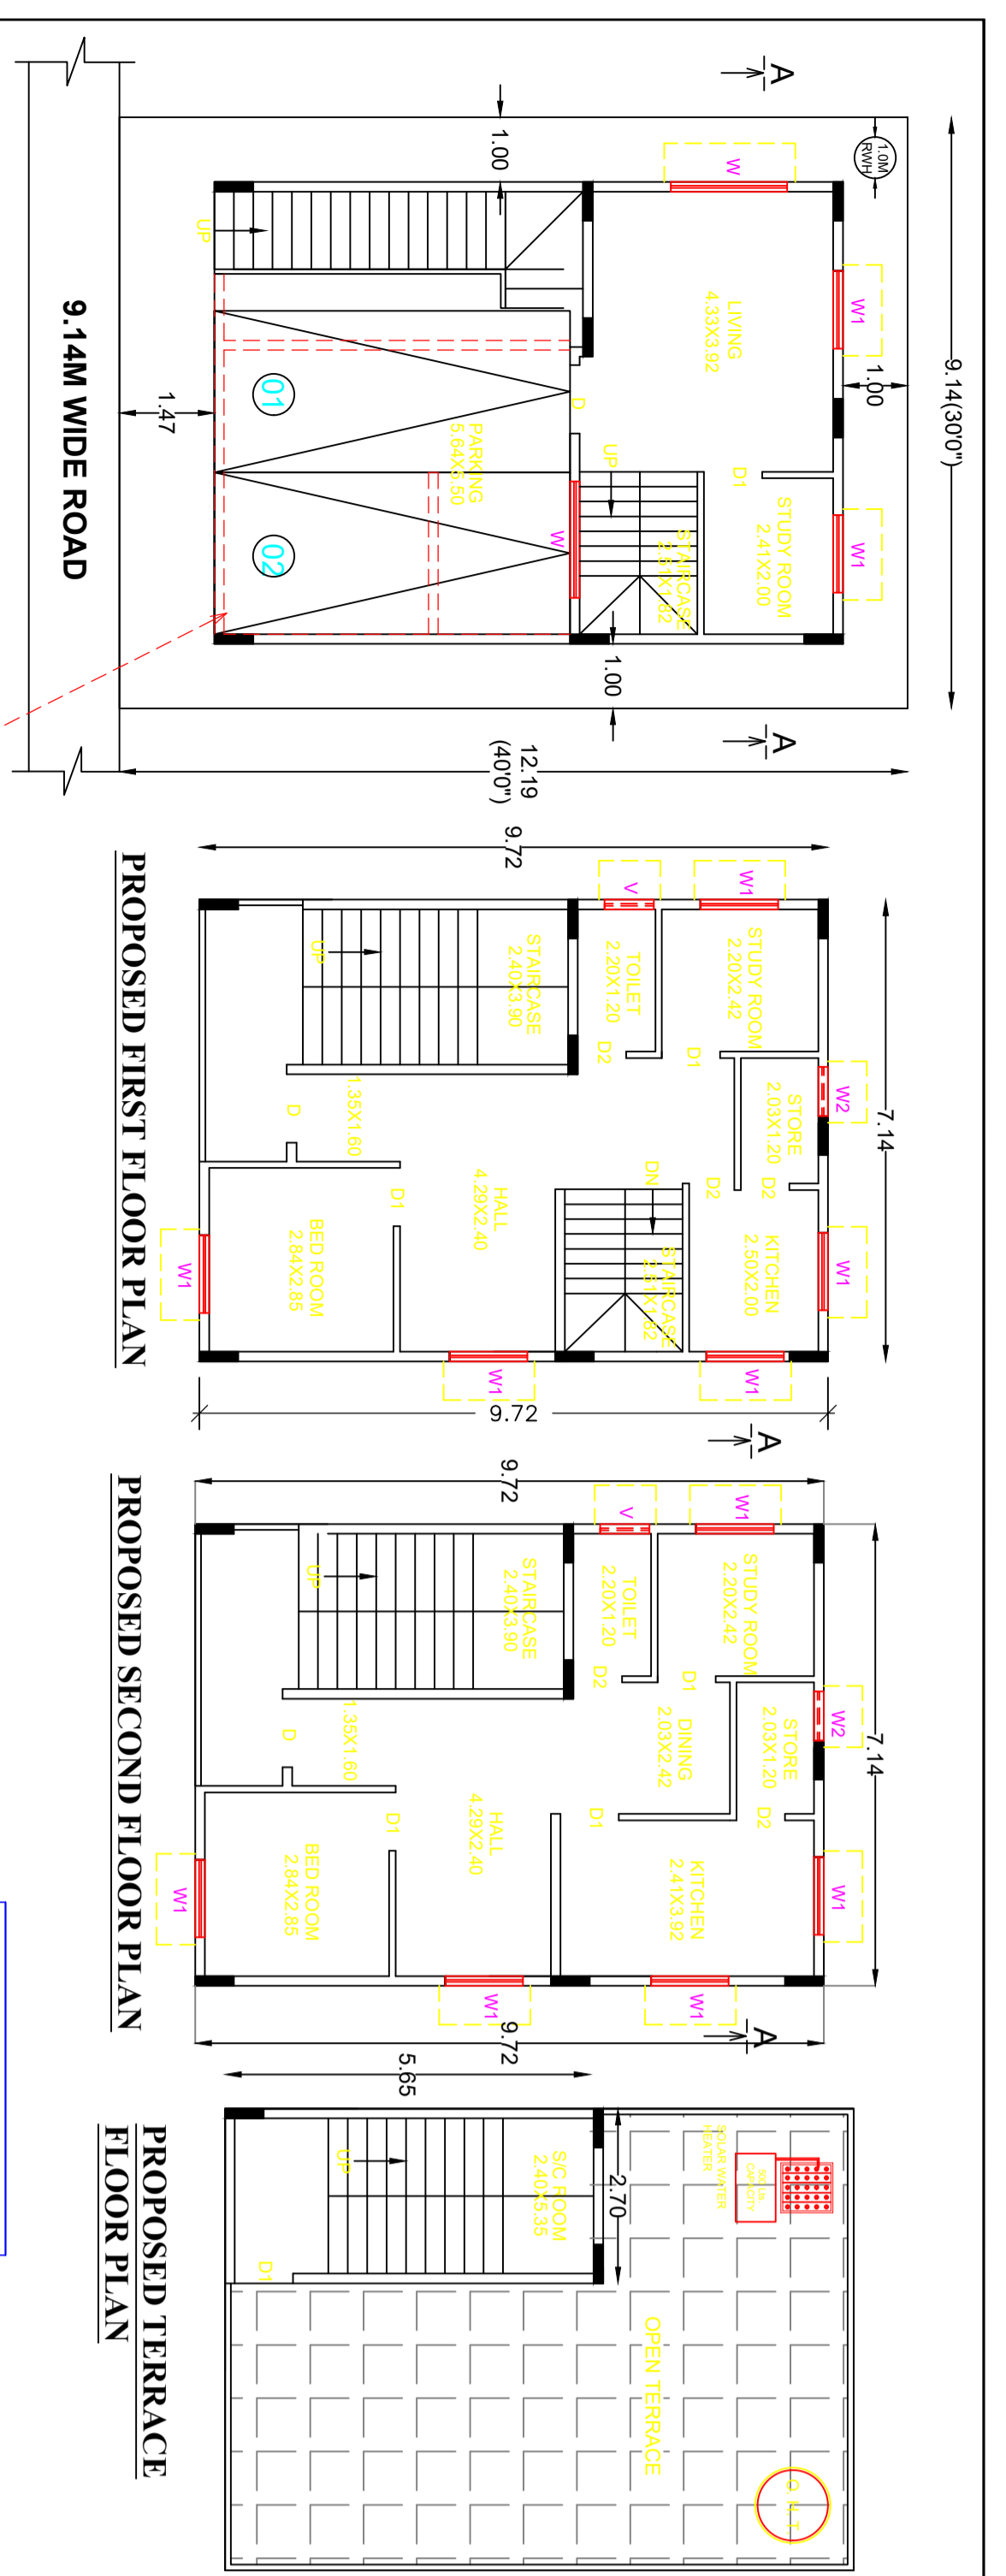 9.14(30'0")
1.0M
RWH
1.00
W1
W1
A
A
W
1.00
LIVING
4.33X3.92
D1
STUDY ROOM
2.41X2.00
UP
STAIRCASE
2.51X1.82
D
W
1.00
12.19
(40'0")
UP
PARKING
5.64X5.50
01
02
1.47
9.14M WIDE ROAD
7.14
9.72
W1
V
W2
W1
STUDY ROOM
2.20X2.42
STORE
2.03X1.20
KITCHEN
2.50X2.00
D1
D2
D2
W1
TOILET
2.20X1.20
D2
DN
STAIRCASE
2.51X1.82
STAIRCASE
2.40X3.90
HALL
4.29X2.40
W1
9.72
UP
1.35X1.60
D
D1
BED ROOM
2.84X2.85
W1
PROPOSED FIRST FLOOR PLAN
A
7.14
9.72
W1
V
W2
W1
STUDY ROOM
2.20X2.42
STORE
2.03X1.20
D2
KITCHEN
2.41X3.92
D1
DINING
2.03X2.42
D1
W1
TOILET
2.20X1.20
D2
STAIRCASE
2.40X3.90
HALL
4.29X2.40
W1
A
9.72
UP
1.35X1.60
D
D1
BED ROOM
2.84X2.85
W1
PROPOSED SECOND FLOOR PLAN
5.65
2.70
SOLAR WATER
HEATER
CAPACITY
O H T
OPEN TERRACE
S/C ROOM
2.40X5.35
UP
D1
PROPOSED TERRACE
FLOOR PLAN